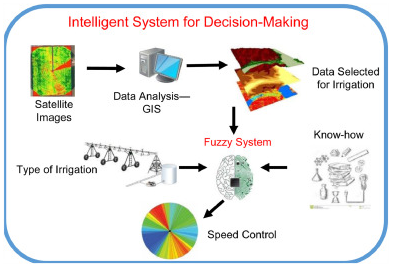 Intelligent System for Decision-Making
Satellite
Images
Data Analysis—
GIS
Data Selected
for Irrigation
Fuzzy System
Know-how
Type of Irrigation
Speed Control